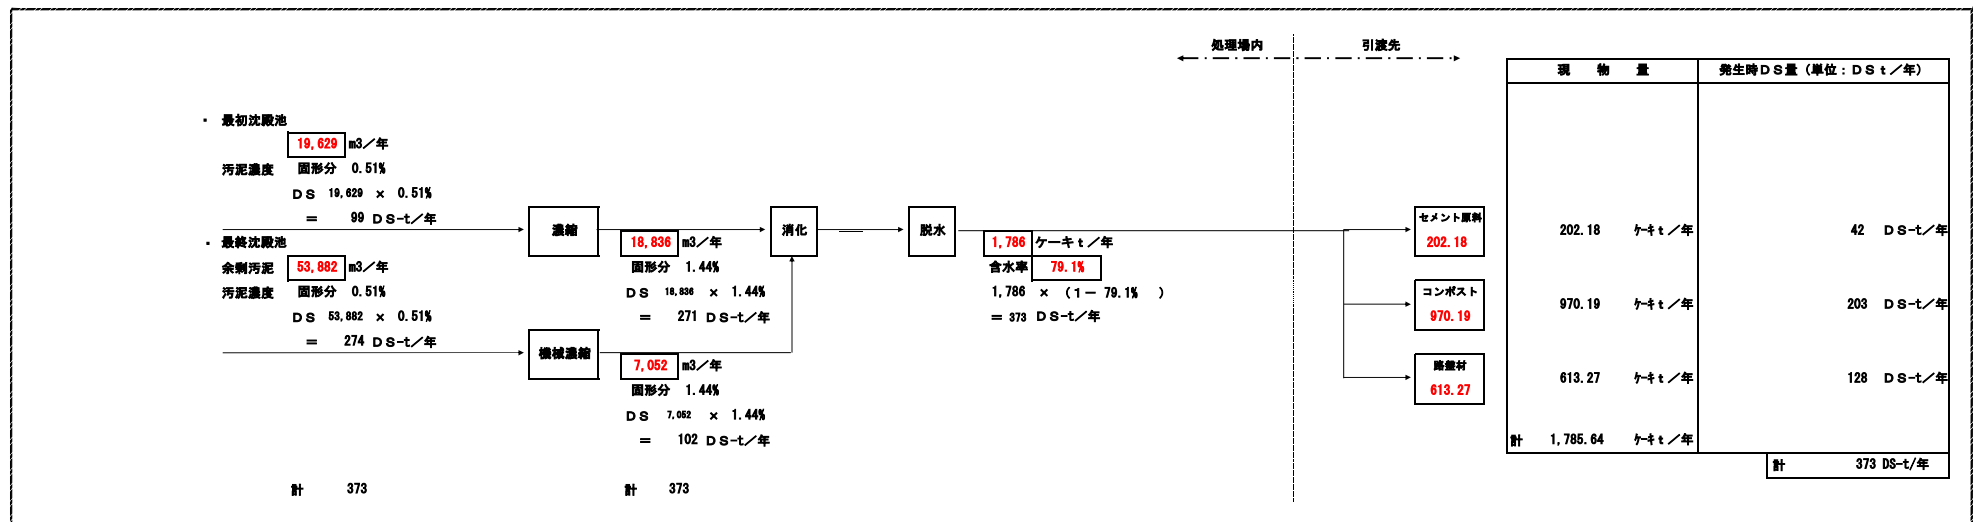 処理場内
引渡先
現 物 量
発生時DS量(単位:DSt/年)
・ 最初沈殿池
19,629 m3/年
汚泥濃度 固形分 0.51%
DS 19,629 × 0.51%
= 99 DS-t/年
・ 最終沈殿池
余剰汚泥 53,882 m3/年
汚泥濃度 固形分 0.51%
DS 53,882 × 0.51%
= 274 DS-t/年
計 373
濃縮
機械濃縮
18,836 m3/年
固形分 1.44%
DS 18,836 × 1.44%
= 271 DS-t/年
7,052 m3/年
固形分 1.44%
DS 7,052 × 1.44%
= 102 DS-t/年
計 373
消化
脱水
1,786 ケーキt/年
含水率 79.1%
1,786 × (1- 79.1% )
= 373 DS-t/年
セメント原料
202.18
コンポスト
970.19
路盤材
613.27
202.18 ケーキt/年 42 DS-t/年
970.19 ケーキt/年 203 DS-t/年
613.27 ケーキt/年 128 DS-t/年
計 1,785.64 ケーキt/年
計 373 DS-t/年